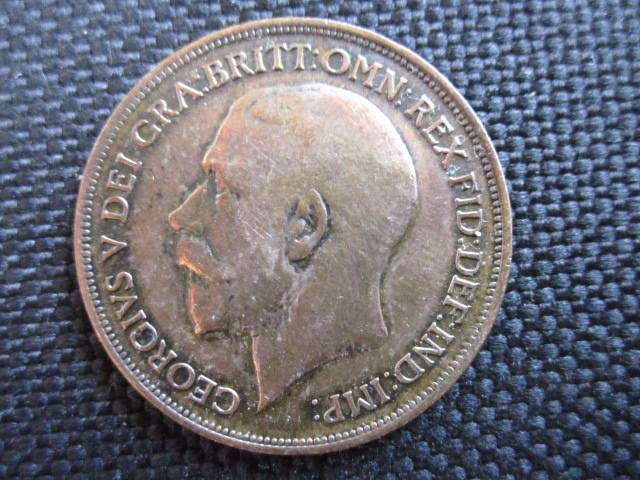 GEORGIVS V DEI GRA: BRITT: OMN: REX FID: DEF: IND: IMP: